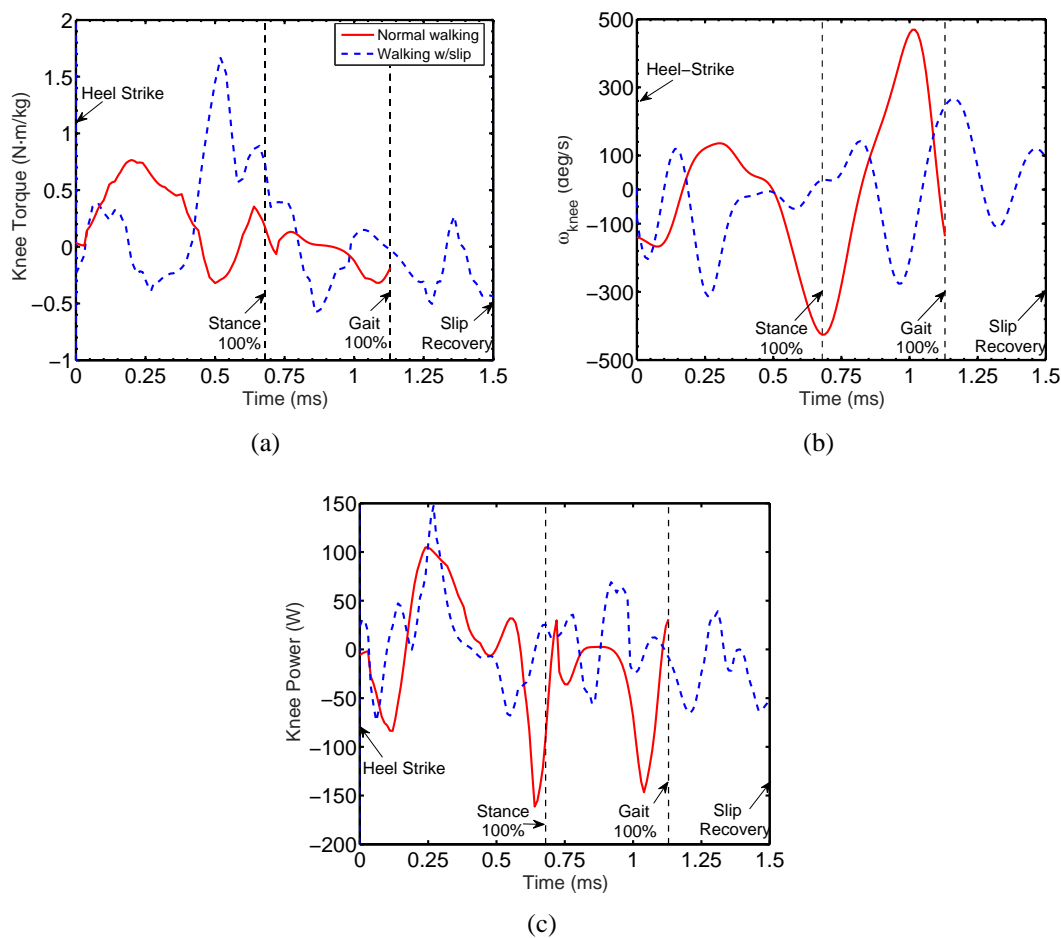 2
1.5
1
0.5
0
−0.5
−1
Knee Torque (N·m/kg)
Normal walking
Walking w/slip
Heel Strike
Stance
100%
Gait
100%
Slip
Recovery
0 0.25 0.5 0.75 1 1.25 1.5
Time (ms)
(a)
500
300
100
0
−100
−300
−500
ωknee (deg/s)
Heel−Strike
Stance
100%
Gait
100%
Slip
Recovery
0 0.25 0.5 0.75 1 1.25 1.5
Time (ms)
(b)
150
100
50
0
−50
−100
−150
−200
Knee Power (W)
Heel Strike
Stance
100%
Gait
100%
Slip
Recovery
0 0.25 0.5 0.75 1 1.25 1.5
Time (ms)
(c)